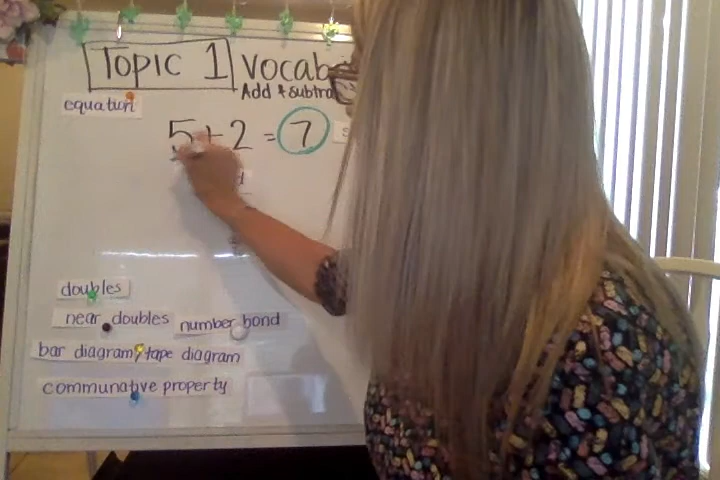 Topic 1 Vocab
Add & subtra
equation
5 + 2 = 7
doubles
near doubles
number bond
bar diagram/tape diagram
communative property